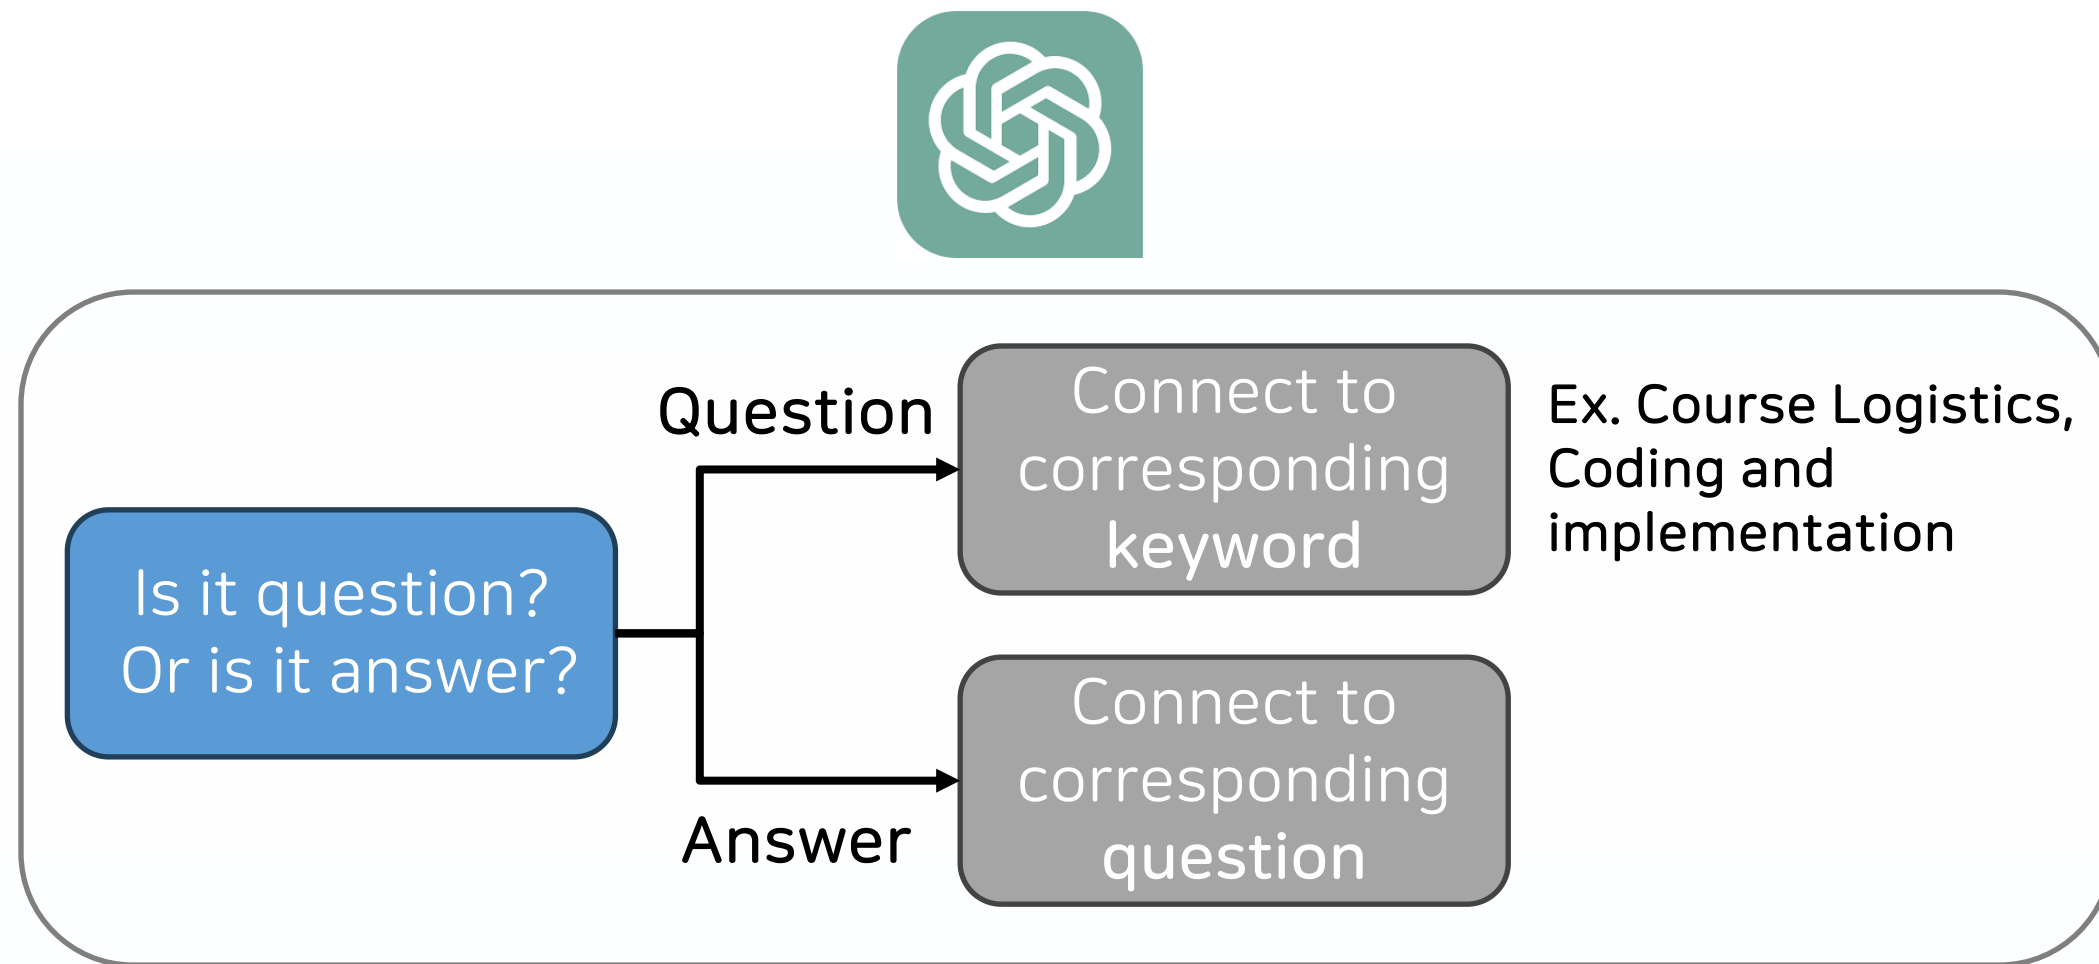 Question
Connect to
corresponding
keyword
Ex. Course Logistics,
Coding and
implementation
Is it question?
Or is it answer?
Answer
Connect to
corresponding
question